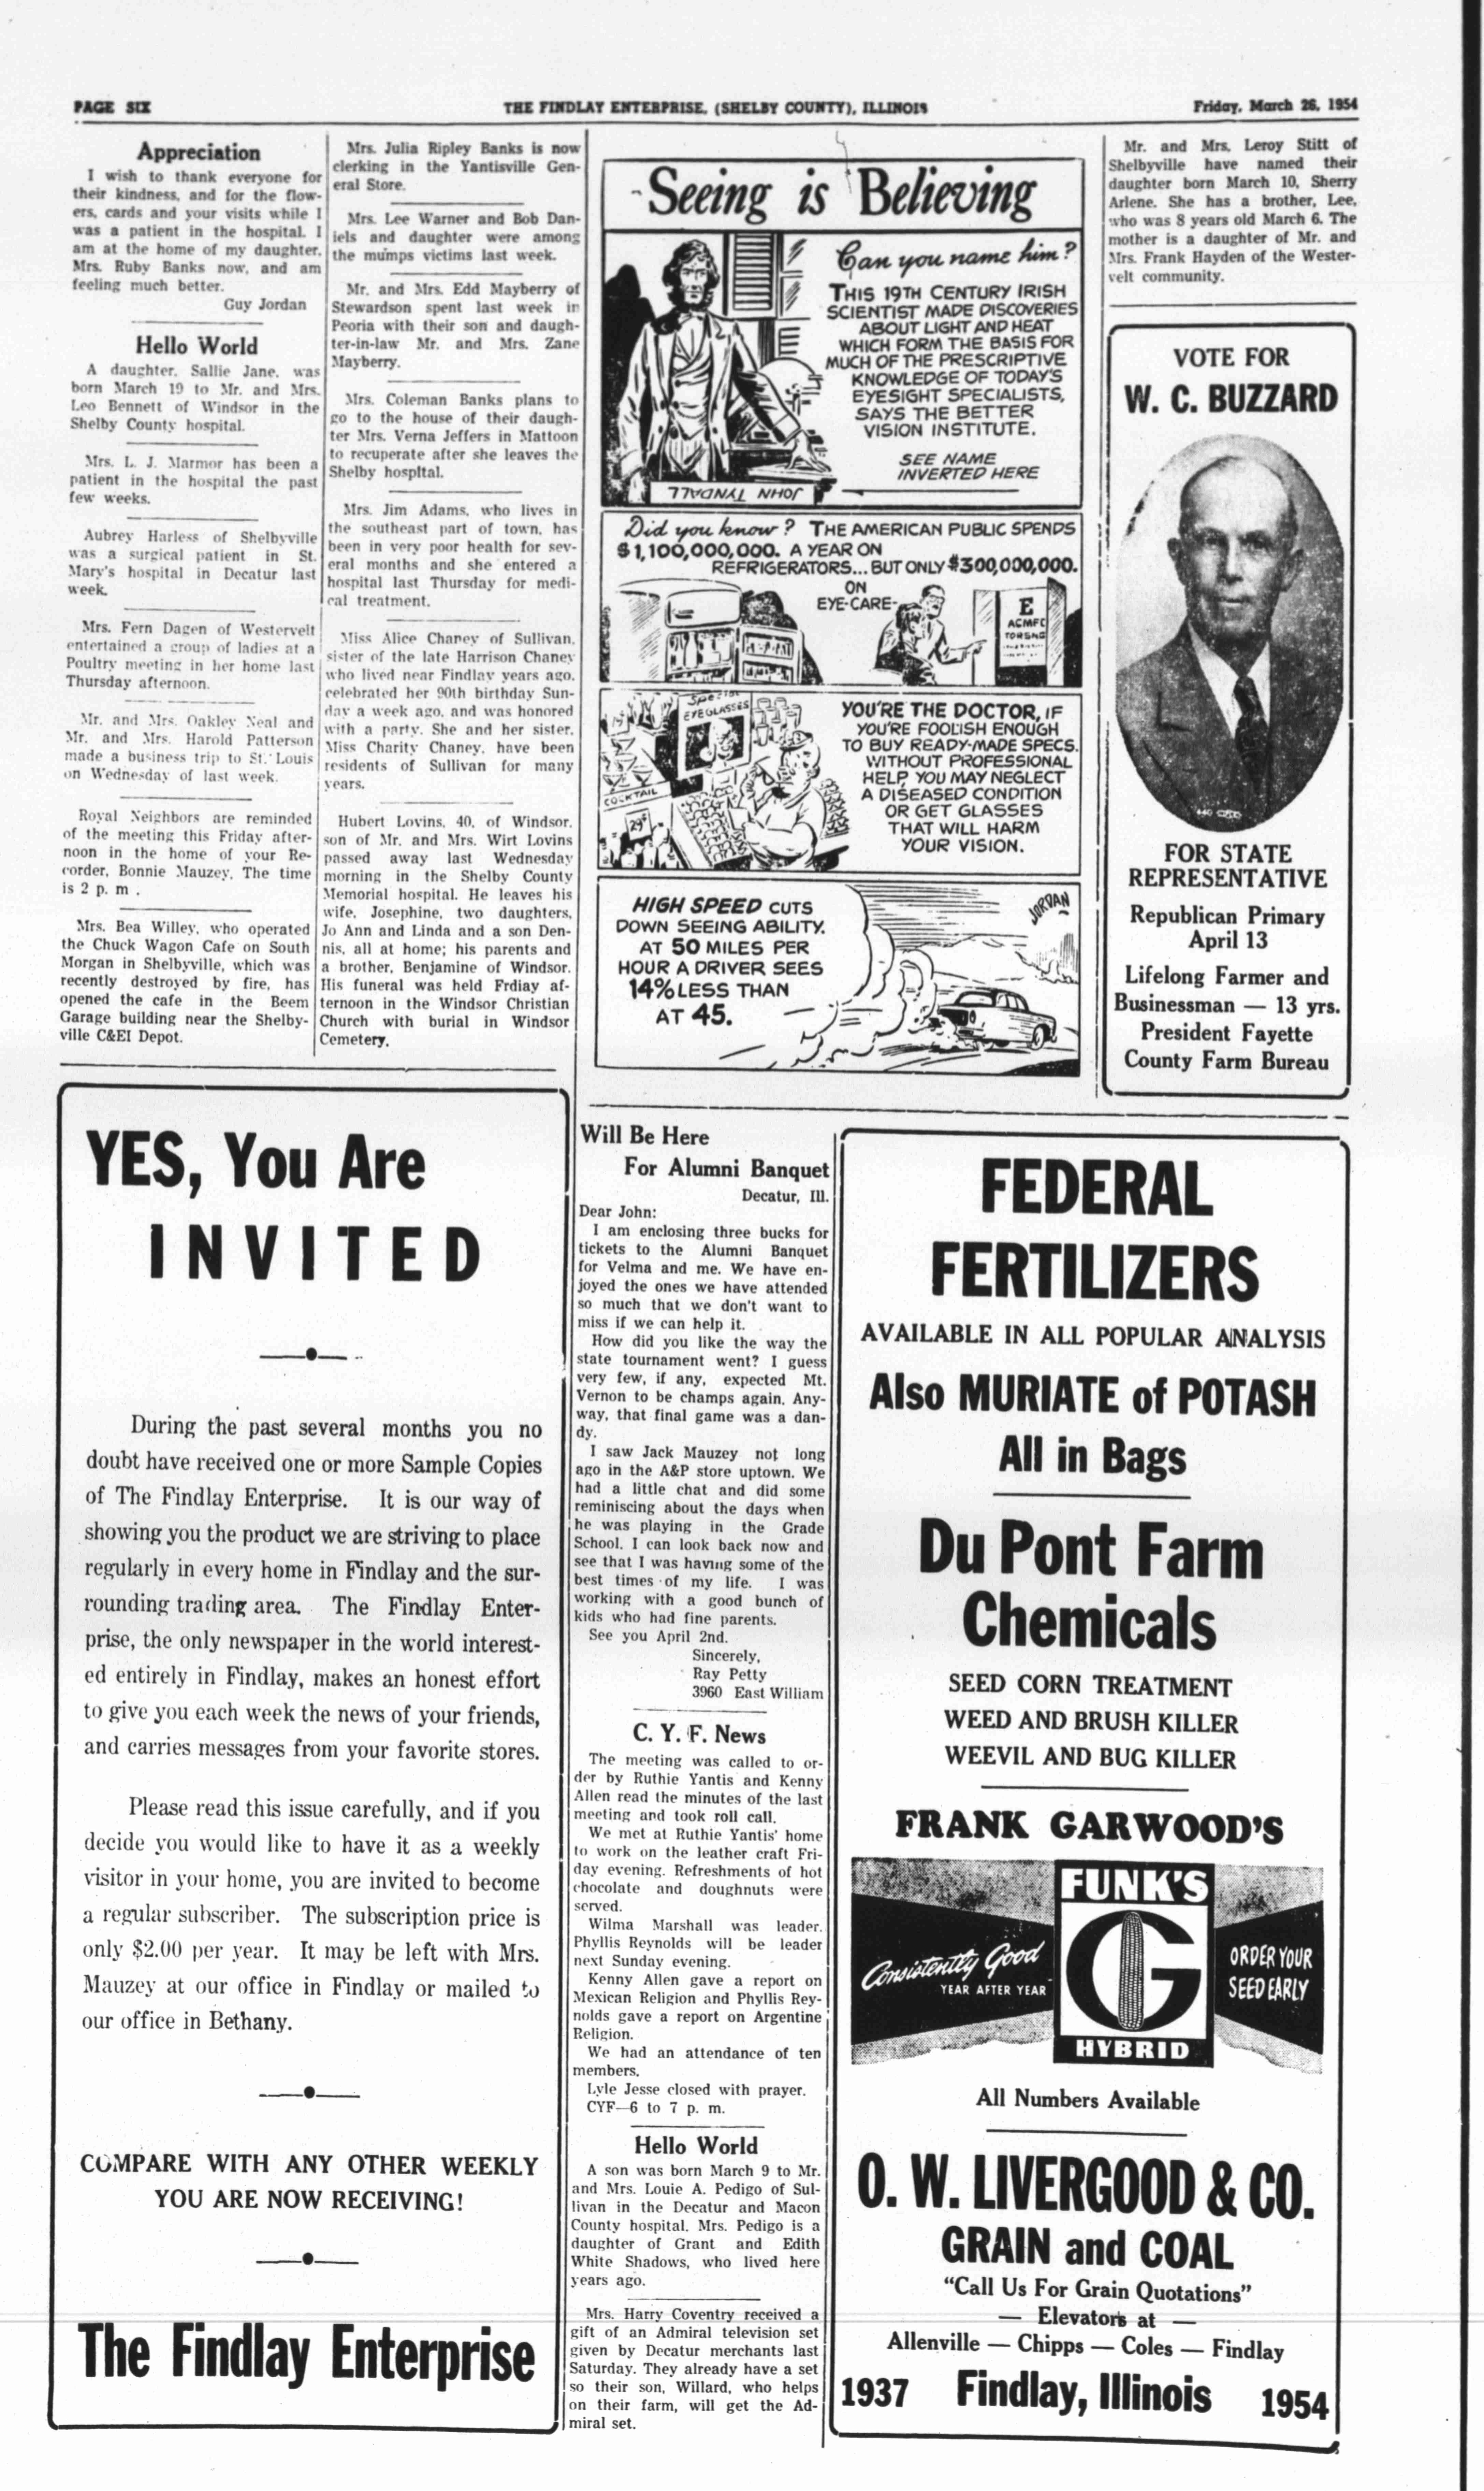 PAGE SIX
THE FINDLAY ENTERPRISE, (SHELBY COUNTY), ILLINOIS
Friday, March 26, 1954
Appreciation
I wish to thank everyone for
their kindness, and for the flow-
ers, cards and your visits while I
was a patient in the hospital. I
am at the home of my daughter,
Mrs. Ruby Banks now, and am
feeling much better.
Guy Jordan
Hello World
A daughter, Sallie Jane, was
born March 19 to Mr. and Mrs.
Leo Bennett of Windsor in the
Shelby County hospital.
Mrs. L. J. Marmor has been a
patient in the hospital the past
few weeks.
Aubrey Harless of Shelbyville
was a surgical patient in St.
Mary's hospital in Decatur last
week.
Mrs. Fern Dagen of Westervelt
entertained a group of ladies at a
Poultry meeting in her home last
Thursday afternoon.
Mr. and Mrs. Oakley Neal and
Mr. and Mrs. Harold Patterson
made a business trip to St. Louis
on Wednesday of last week.
Royal Neighbors are reminded
of the meeting this Friday after-
noon in the home of your Re-
corder, Bonnie Mauzey. The time
is 2 p. m .
Mrs. Bea Willey, who operated
the Chuck Wagon Cafe on South
Morgan in Shelbyville, which was
recently destroyed by fire, has
opened the cafe in the Beem
Garage building near the Shelby-
ville C&EI Depot.
Mrs. Julia Ripley Banks is now
clerking in the Yantisville Gen-
eral Store.
Mrs. Lee Warner and Bob Dan-
iels and daughter were among
the mumps victims last week.
Mr. and Mrs. Edd Mayberry of
Stewardson spent last week in
Peoria with their son and daugh-
ter-in-law Mr. and Mrs. Zane
Mayberry.
Mrs. Coleman Banks plans to
go to the house of their daugh-
ter Mrs. Verna Jeffers in Mattoon
to recuperate after she leaves the
Shelby hospital.
Mrs. Jim Adams, who lives in
the southeast part of town, has
been in very poor health for sev-
eral months and she entered a
hospital last Thursday for medi-
cal treatment.
Miss Alice Chaney of Sullivan,
sister of the late Harrison Chaney
who lived near Findlay years ago,
celebrated her 90th birthday Sun-
day a week ago, and was honored
with a party. She and her sister,
Miss Charity Chaney, have been
residents of Sullivan for many
years.
Hubert Lovins, 40, of Windsor,
son of Mr. and Mrs. Wirt Lovins
passed away last Wednesday
morning in the Shelby County
Memorial hospital. He leaves his
wife, Josephine, two daughters,
Jo Ann and Linda and a son Den-
nis, all at home; his parents and
a brother, Benjamine of Windsor.
His funeral was held Frdiay af-
ternoon in the Windsor Christian
Church with burial in Windsor
Cemetery.
Seeing is Believing
Can you name him?
THIS 19TH CENTURY IRISH
SCIENTIST MADE DISCOVERIES
ABOUT LIGHT AND HEAT
WHICH FORM THE BASIS FOR
MUCH OF THE PRESCRIPTIVE
KNOWLEDGE OF TODAY'S
EYESIGHT SPECIALISTS,
SAYS THE BETTER
VISION INSTITUTE.
SEE NAME
INVERTED HERE
JOHN TYNDALL
Did you know? THE AMERICAN PUBLIC SPENDS
$1,100,000,000. A YEAR ON
REFRIGERATORS... BUT ONLY $300,000,000.
ON
EYE-CARE-
E
ACMFC
TORSNG
Special
EYEGLASSES
COCKTAIL
29¢
YOU'RE THE DOCTOR, IF
YOU'RE FOOLISH ENOUGH
TO BUY READY-MADE SPECS.
WITHOUT PROFESSIONAL
HELP YOU MAY NEGLECT
A DISEASED CONDITION
OR GET GLASSES
THAT WILL HARM
YOUR VISION.
HIGH SPEED CUTS
DOWN SEEING ABILITY.
AT 50 MILES PER
HOUR A DRIVER SEES
14% LESS THAN
AT 45.
JORDAN
Mr. and Mrs. Leroy Stitt of
Shelbyville have named their
daughter born March 10, Sherry
Arlene. She has a brother, Lee,
who was 8 years old March 6. The
mother is a daughter of Mr. and
Mrs. Frank Hayden of the Wester-
velt community.
VOTE FOR
W. C. BUZZARD
FOR STATE
REPRESENTATIVE
Republican Primary
April 13
Lifelong Farmer and
Businessman — 13 yrs.
President Fayette
County Farm Bureau
YES, You Are
INVITED
During the past several months you no
doubt have received one or more Sample Copies
of The Findlay Enterprise. It is our way of
showing you the product we are striving to place
regularly in every home in Findlay and the sur-
rounding trading area. The Findlay Enter-
prise, the only newspaper in the world interest-
ed entirely in Findlay, makes an honest effort
to give you each week the news of your friends,
and carries messages from your favorite stores.
Please read this issue carefully, and if you
decide you would like to have it as a weekly
visitor in your home, you are invited to become
a regular subscriber. The subscription price is
only $2.00 per year. It may be left with Mrs.
Mauzey at our office in Findlay or mailed to
our office in Bethany.
COMPARE WITH ANY OTHER WEEKLY
YOU ARE NOW RECEIVING!
The Findlay Enterprise
Will Be Here
For Alumni Banquet
Decatur, Ill.
Dear John:
I am enclosing three bucks for
tickets to the Alumni Banquet
for Velma and me. We have en-
joyed the ones we have attended
so much that we don't want to
miss if we can help it.
How did you like the way the
state tournament went? I guess
very few, if any, expected Mt.
Vernon to be champs again. Any-
way, that final game was a dan-
dy.
I saw Jack Mauzey not long
ago in the A&P store uptown. We
had a little chat and did some
reminiscing about the days when
he was playing in the Grade
School. I can look back now and
see that I was having some of the
best times of my life. I was
working with a good bunch of
kids who had fine parents.
See you April 2nd.
Sincerely,
Ray Petty
3960 East William
C. Y. F. News
The meeting was called to or-
der by Ruthie Yantis and Kenny
Allen read the minutes of the last
meeting and took roll call.
We met at Ruthie Yantis' home
to work on the leather craft Fri-
day evening. Refreshments of hot
chocolate and doughnuts were
served.
Wilma Marshall was leader.
Phyllis Reynolds will be leader
next Sunday evening.
Kenny Allen gave a report on
Mexican Religion and Phyllis Rey-
nolds gave a report on Argentine
Religion.
We had an attendance of ten
members.
Lyle Jesse closed with prayer.
CYF—6 to 7 p. m.
Hello World
A son was born March 9 to Mr.
and Mrs. Louie A. Pedigo of Sul-
livan in the Decatur and Macon
County hospital. Mrs. Pedigo is a
daughter of Grant and Edith
White Shadows, who lived here
years ago.
Mrs. Harry Coventry received a
gift of an Admiral television set
given by Decatur merchants last
Saturday. They already have a set
so their son, Willard, who helps
on their farm, will get the Ad-
miral set.
FEDERAL
FERTILIZERS
AVAILABLE IN ALL POPULAR ANALYSIS
Also MURIATE of POTASH
All in Bags
Du Pont Farm
Chemicals
SEED CORN TREATMENT
WEED AND BRUSH KILLER
WEEVIL AND BUG KILLER
FRANK GARWOOD'S
FUNK'S
G
HYBRID
Consistently Good
YEAR AFTER YEAR
ORDER YOUR
SEED EARLY
All Numbers Available
O. W. LIVERGOOD & CO.
GRAIN and COAL
"Call Us For Grain Quotations"
— Elevators at —
Allenville — Chipps — Coles — Findlay
1937 Findlay, Illinois 1954